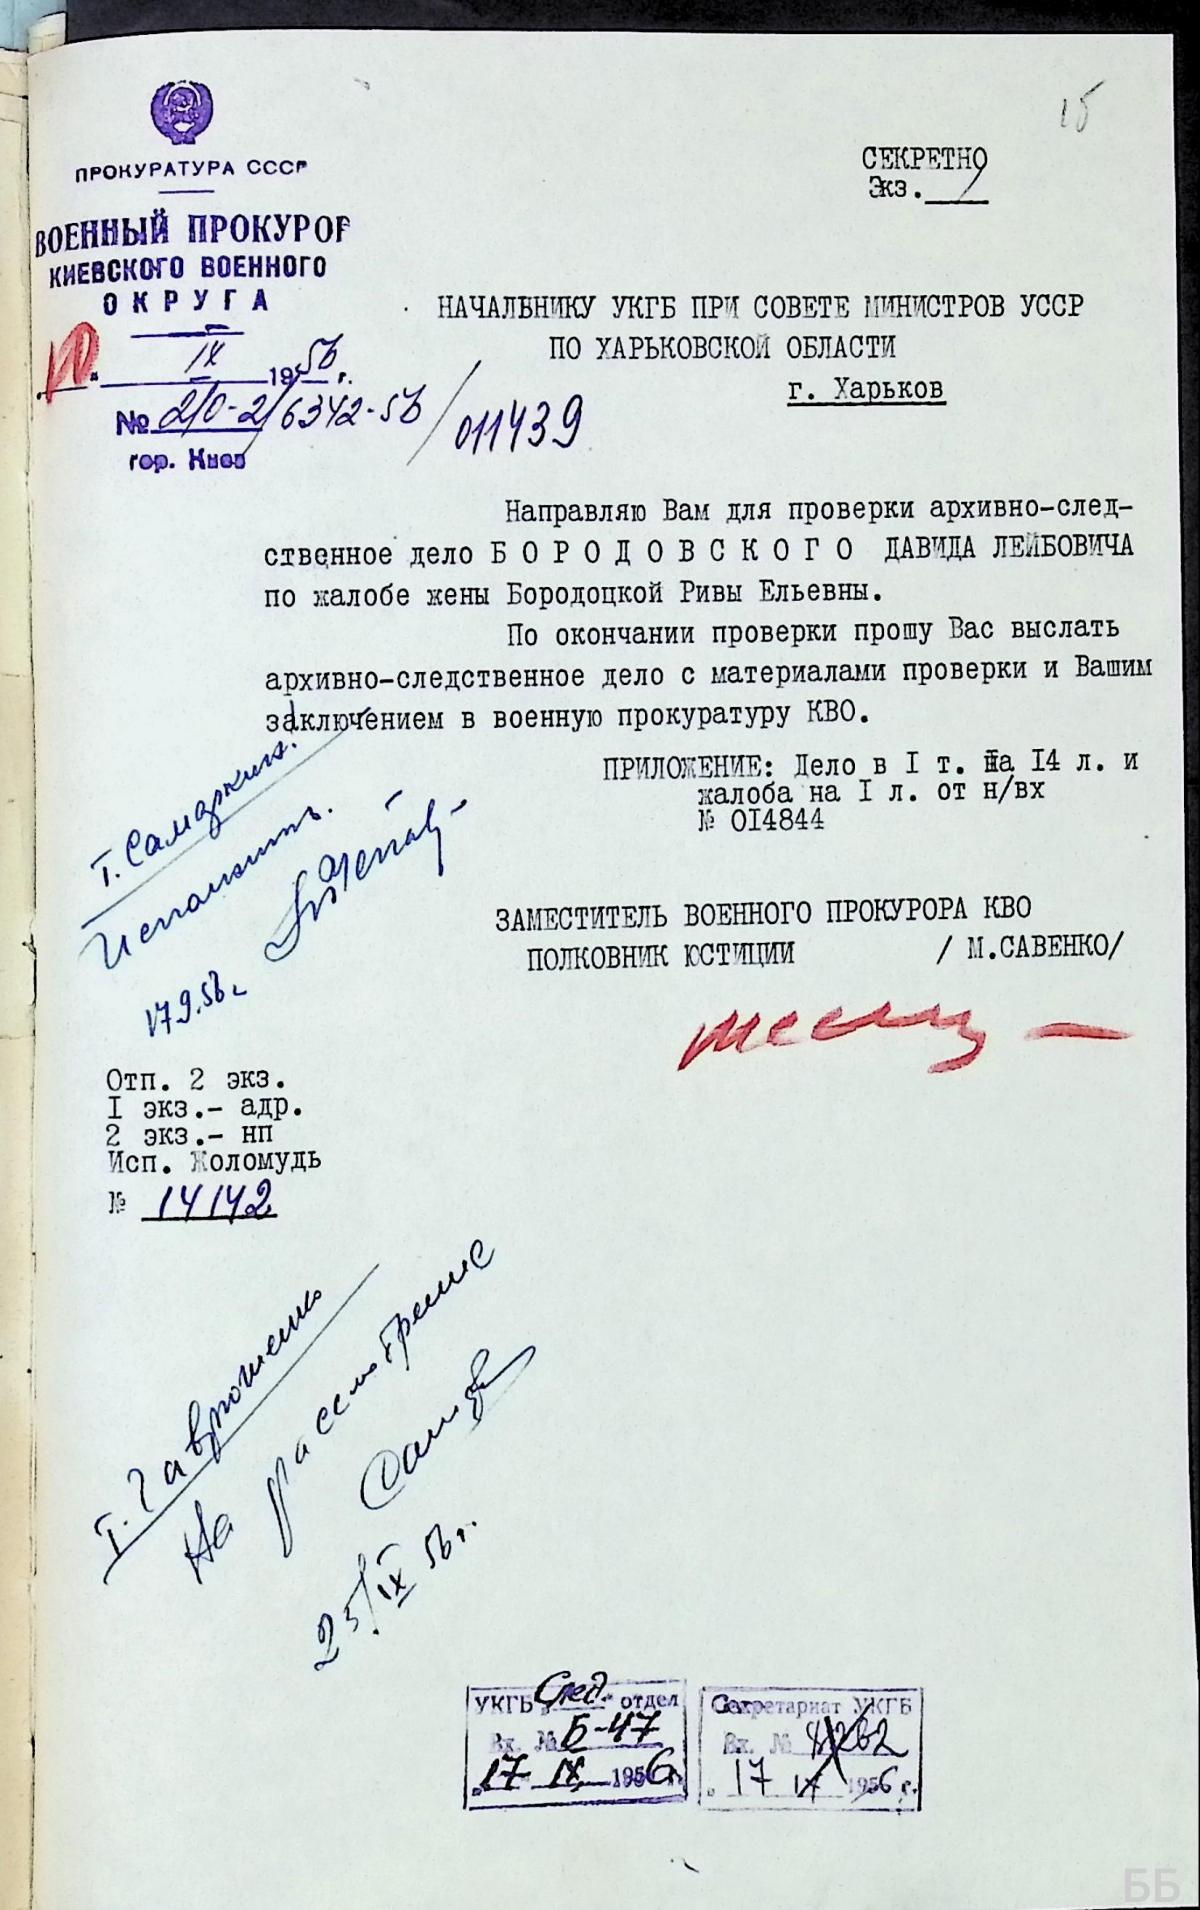 15
ПРОКУРАТУРА СССР
ВОЕННЫЙ ПРОКУРОР
КИЕВСКОГО ВОЕННОГО
ОКРУГА
IX 1956 г.
№ 2/0-2/6342-56/011439
гор. Киев
СЕКРЕТНО
Экз.
НАЧАЛЬНИКУ УКГБ ПРИ СОВЕТЕ МИНИСТРОВ УССР
ПО ХАРЬКОВСКОЙ ОБЛАСТИ
г. Харьков
Направляю Вам для проверки архивно-след-
ственное дело БОРОДОВСКОГО ДАВИДА ЛЕЙБОВИЧА
по жалобе жены Бородоцкой Ривы Ельевны.
По окончании проверки прошу Вас выслать
архивно-следственное дело с материалами проверки и Вашим
заключением в военную прокуратуру КВО.
ПРИЛОЖЕНИЕ: Дело в I т. на I4 л. и
жалоба на I л. от н/вх
№ 0I4844
т. Самаркин.
Исполнить.
17.9.56 г.
ЗАМЕСТИТЕЛЬ ВОЕННОГО ПРОКУРОРА КВО
ПОЛКОВНИК ЮСТИЦИИ / М.САВЕНКО/
Отп. 2 экз.
I экз.- адр.
2 экз.- нп
Исп. Жоломудь
№ 14142
т. Гаврюшенко
На рассмотрение
25/IX 56 г.
УКГБ „След." отдел
Вх. № Б-47
„17" IX 1956 г.
Секретариат УКГБ
Вх. №
„17 IX 1956 г.
ББ